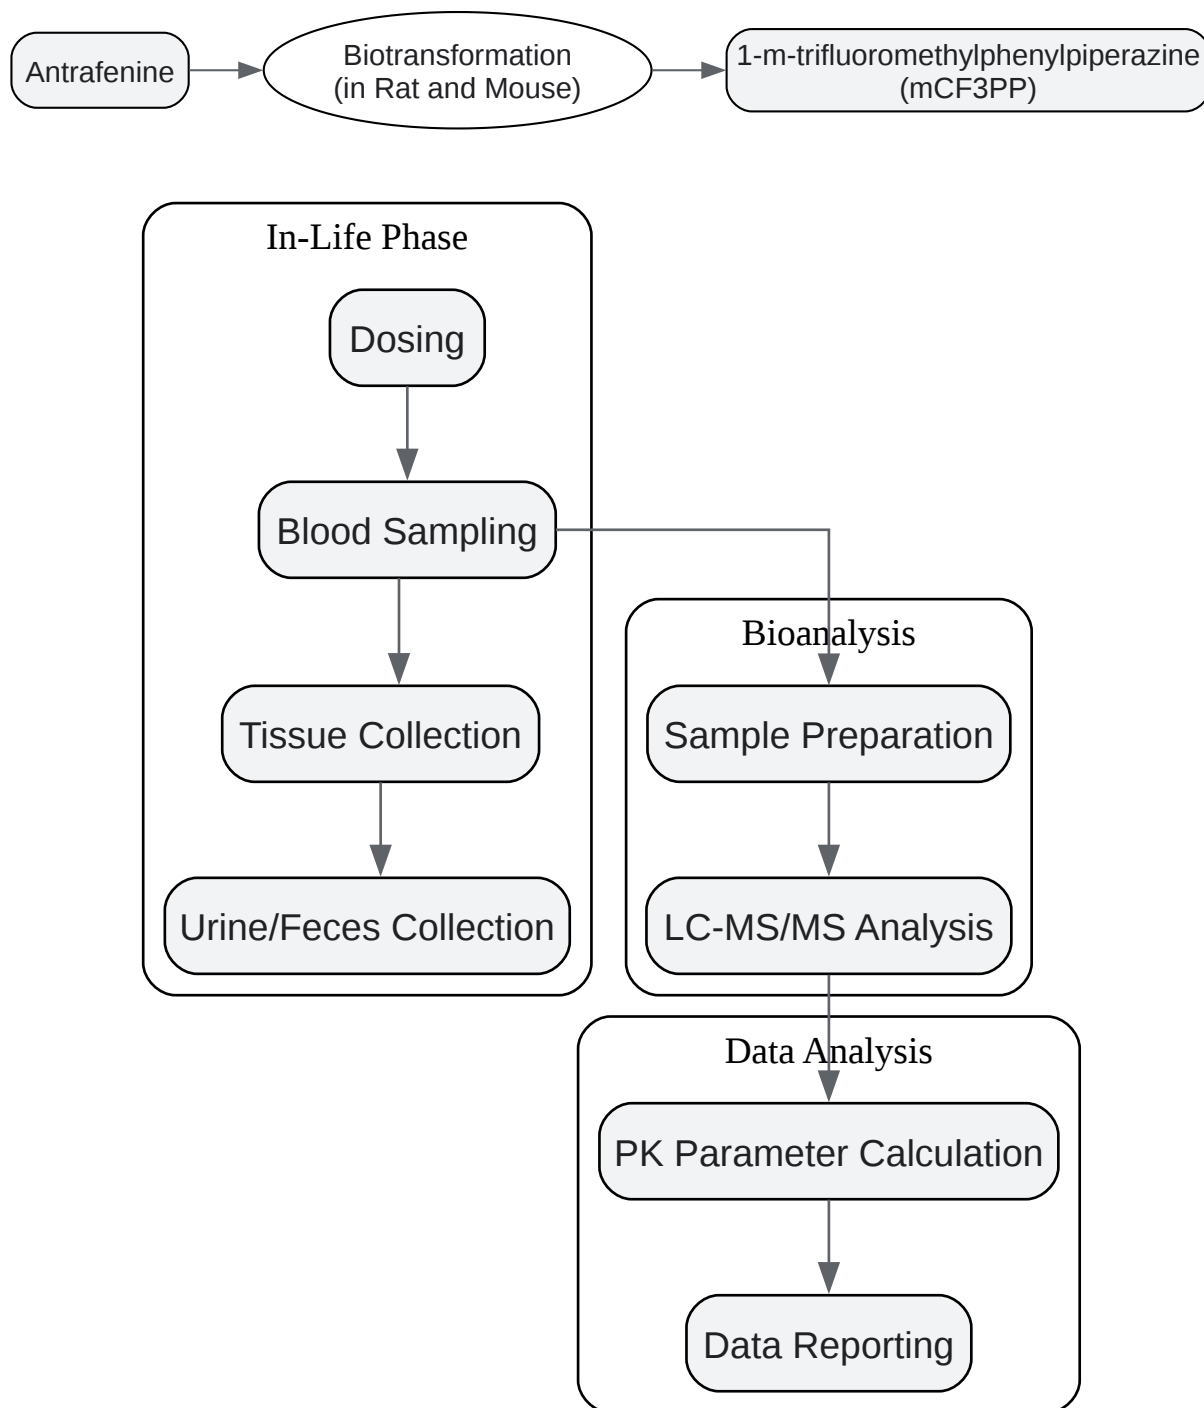 Antrafenine
Biotransformation
(in Rat and Mouse)
1-m-trifluoromethylphenylpiperazine
(mCF3PP)
In-Life Phase
Dosing
Blood Sampling
Tissue Collection
Urine/Feces Collection
Bioanalysis
Sample Preparation
LC-MS/MS Analysis
Data Analysis
PK Parameter Calculation
Data Reporting